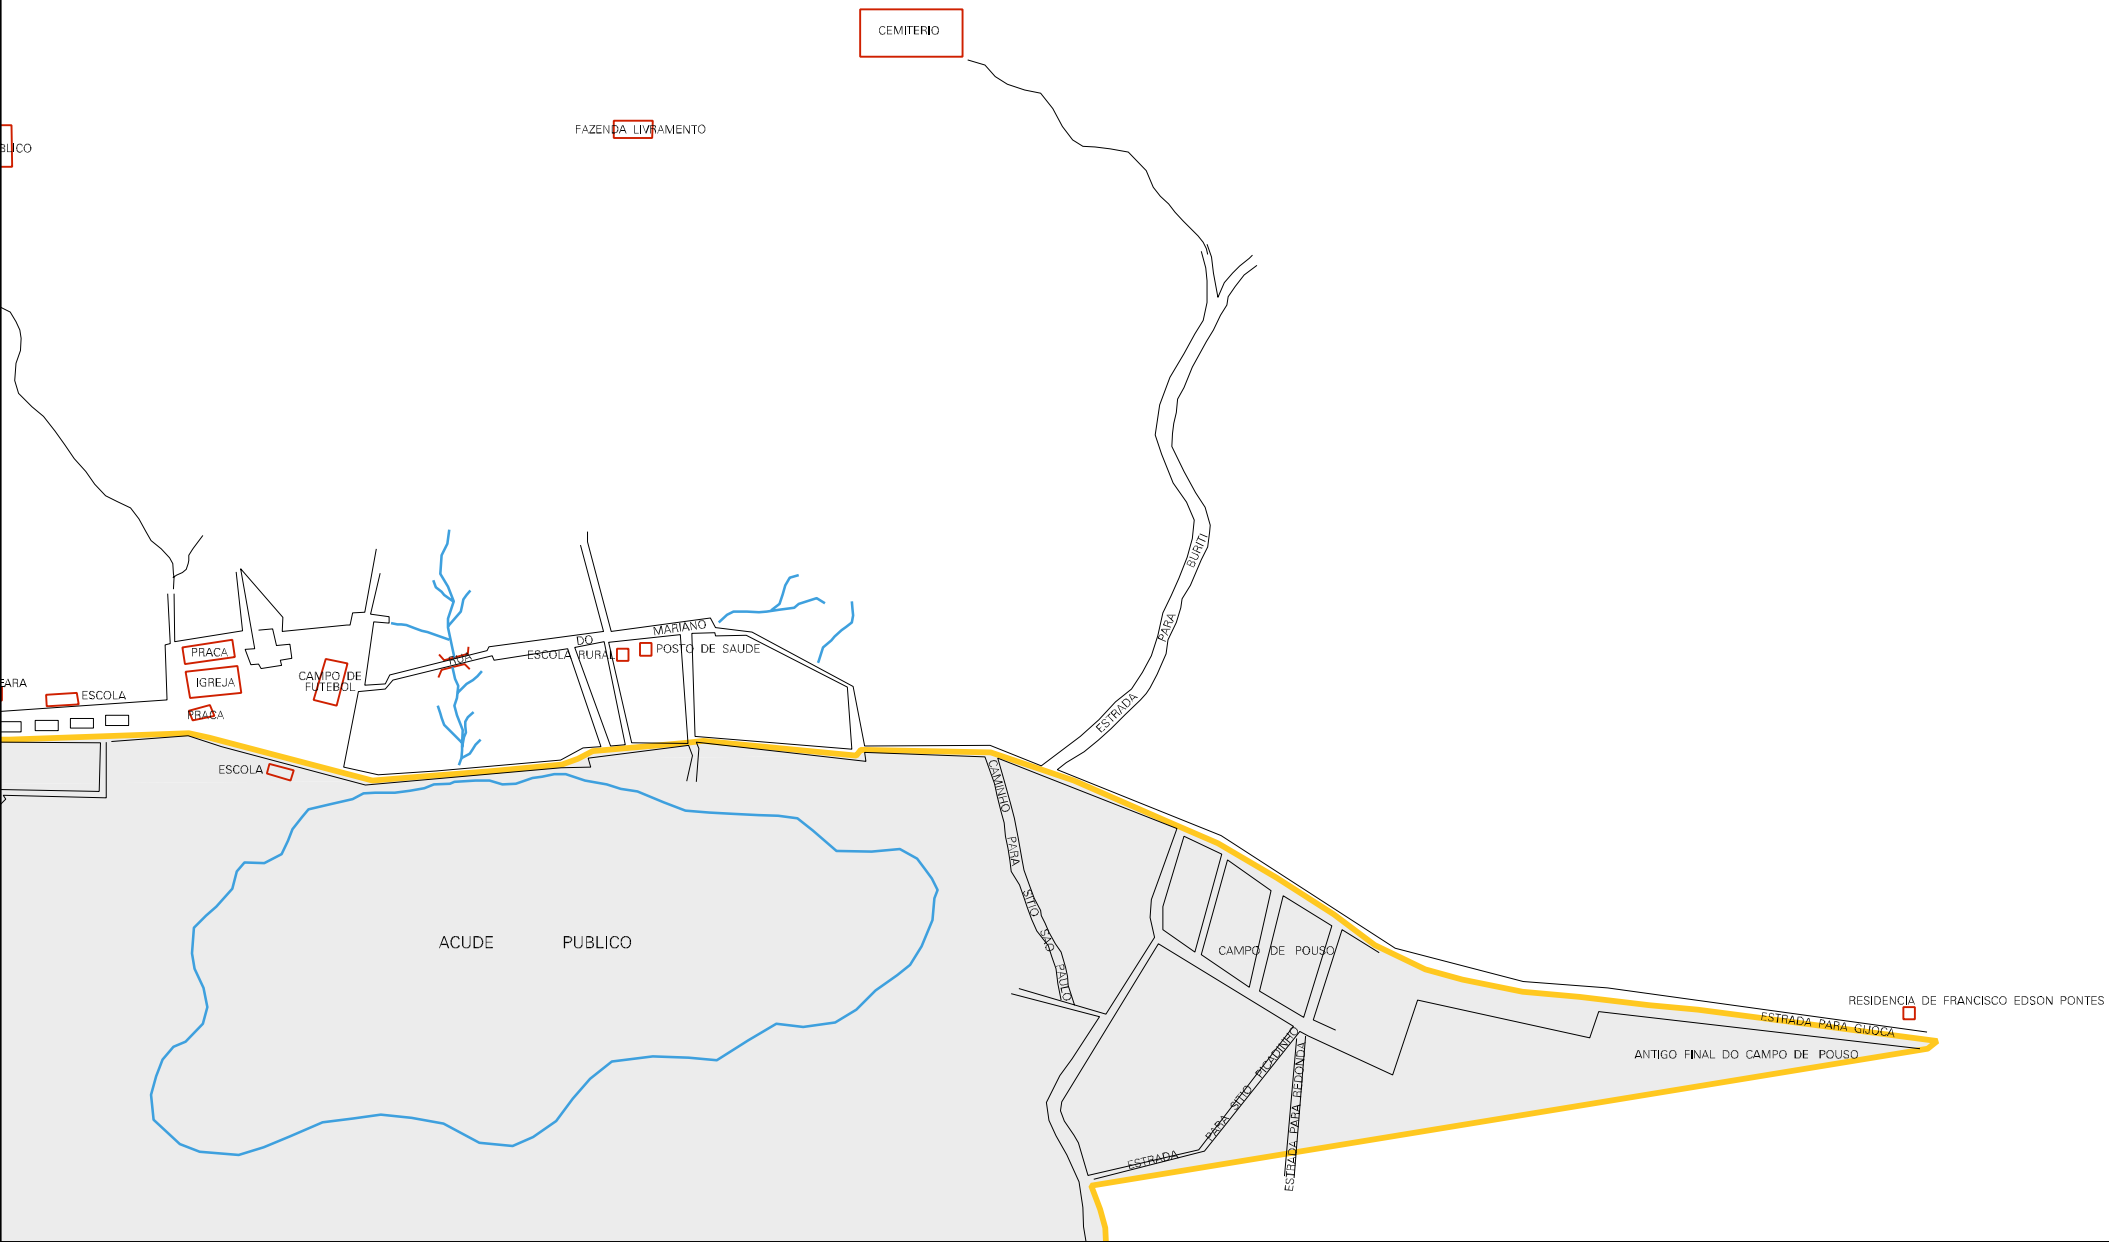 CEMITERIO
FAZENDA LIVRAMENTO
BLICO
RUA DO MARIANO
ESCOLA RURAL
POSTO DE SAUDE
PRACA
IGREJA
CAMPO DE
FUTEBOL
EARA
ESCOLA
PRACA
ESCOLA
ESTRADA PARA BURITI
CAMINHO PARA SITIO SAO PAULO
ACUDE PUBLICO
CAMPO DE POUSO
RESIDENCIA DE FRANCISCO EDSON PONTES
ESTRADA PARA GIJOCA
ANTIGO FINAL DO CAMPO DE POUSO
ESTRADA PARA SITIO PICADINHO
ESTRADA PARA REDONDA